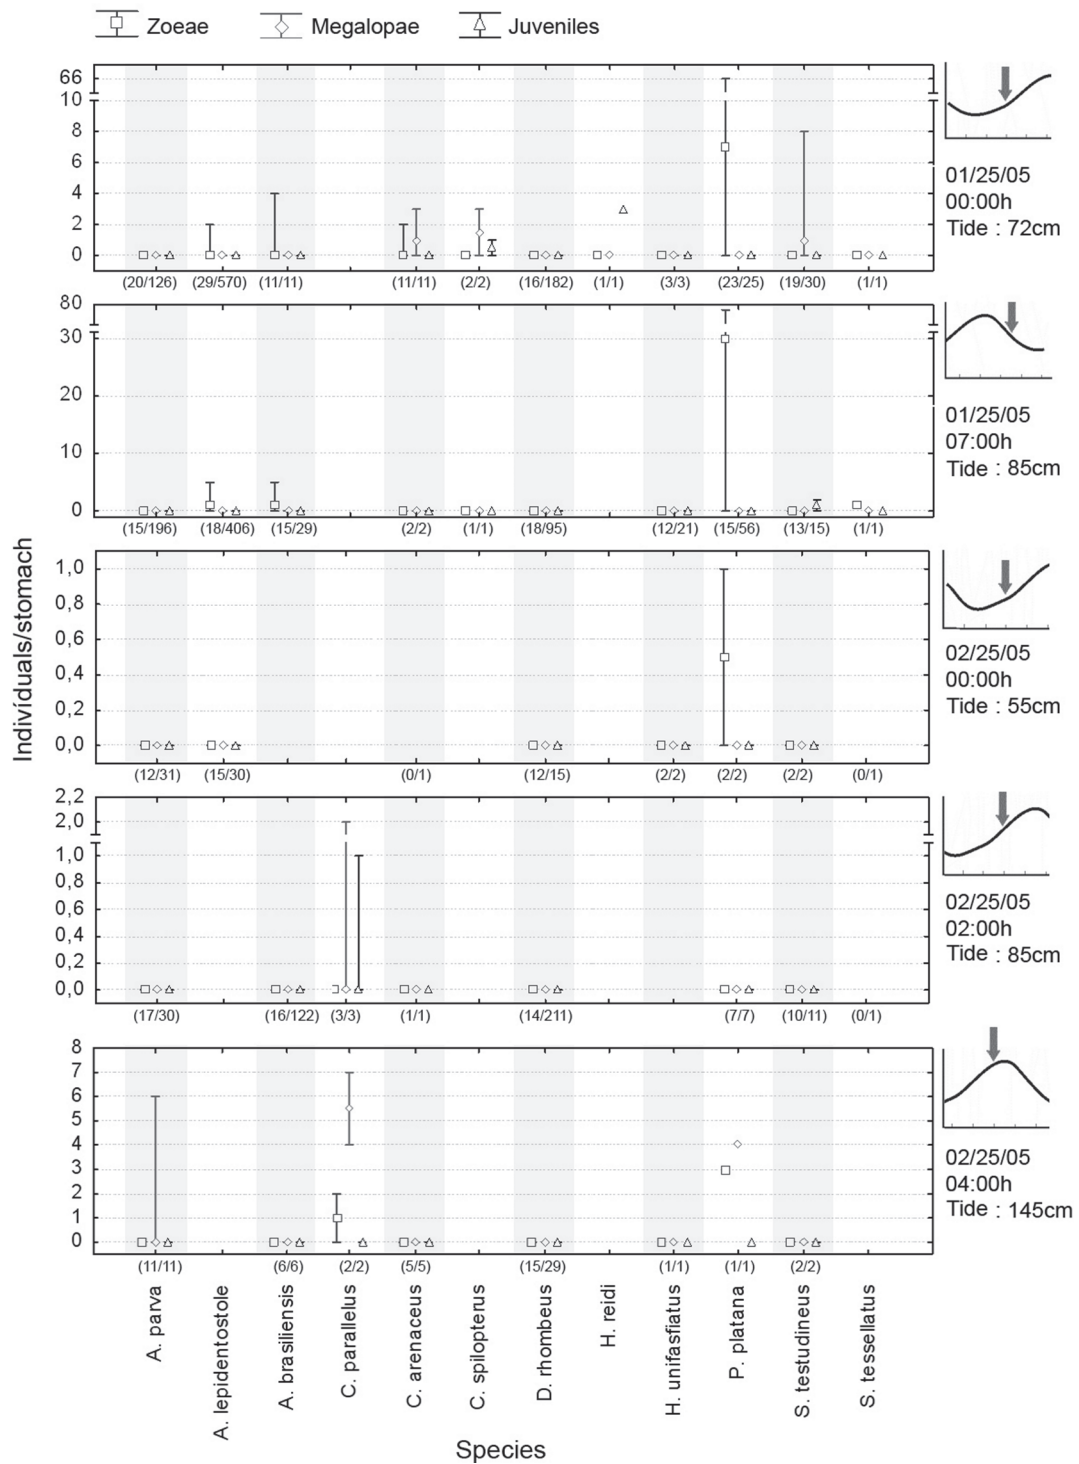 Zoeae Megalopae Juveniles
66
10
8
6
4
2
0
(20/126) (29/570) (11/11) (11/11) (2/2) (16/182) (1/1) (3/3) (23/25) (19/30) (1/1)
01/25/05
00:00h
Tide : 72cm
80
30
20
10
0
(15/196) (18/406) (15/29) (2/2) (1/1) (18/95) (12/21) (15/56) (13/15) (1/1)
01/25/05
07:00h
Tide : 85cm
Indivíduals/stomach
1,0
0,8
0,6
0,4
0,2
0,0
(12/31) (15/30) (0/1) (12/15) (2/2) (2/2) (2/2) (0/1)
02/25/05
00:00h
Tide : 55cm
2,2
2,0
1,0
0,8
0,6
0,4
0,2
0,0
(17/30) (16/122) (3/3) (1/1) (14/211) (7/7) (10/11) (0/1)
02/25/05
02:00h
Tide : 85cm
8
7
6
5
4
3
2
1
0
(11/11) (6/6) (2/2) (5/5) (15/29) (1/1) (1/1) (2/2)
02/25/05
04:00h
Tide : 145cm
A. parva
A. lepidentostole
A. brasiliensis
C. parallelus
C. arenaceus
C. spilopterus
D. rhombeus
H. reidi
H. unifasfiatus
P. platana
S. testudineus
S. tessellatus
Species